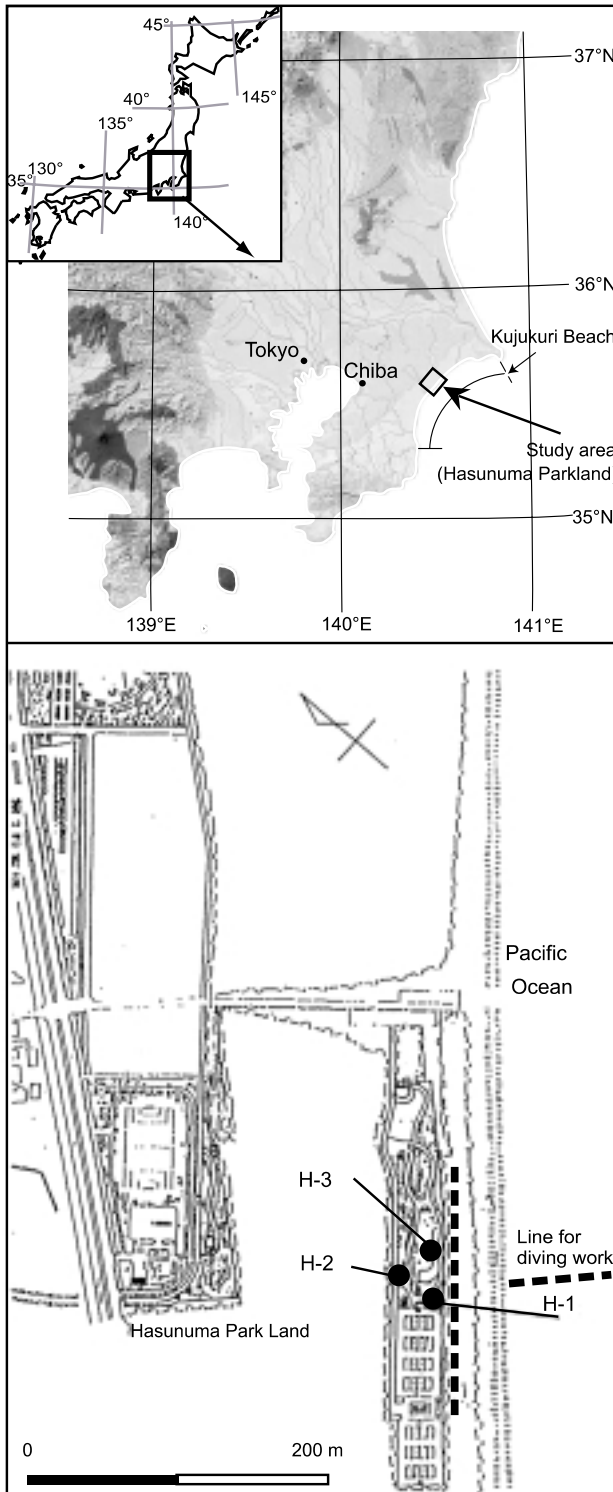 45°
145°
40°
135°
130°
35°
140°
37°N
36°N
Kujukuri Beach
Tokyo
Chiba
Study area
(Hasunuma Parkland
35°N
139°E
140°E
141°E
Pacific
Ocean
H-3
Line for
diving work
H-2
H-1
Hasunuma Park Land
0
200 m